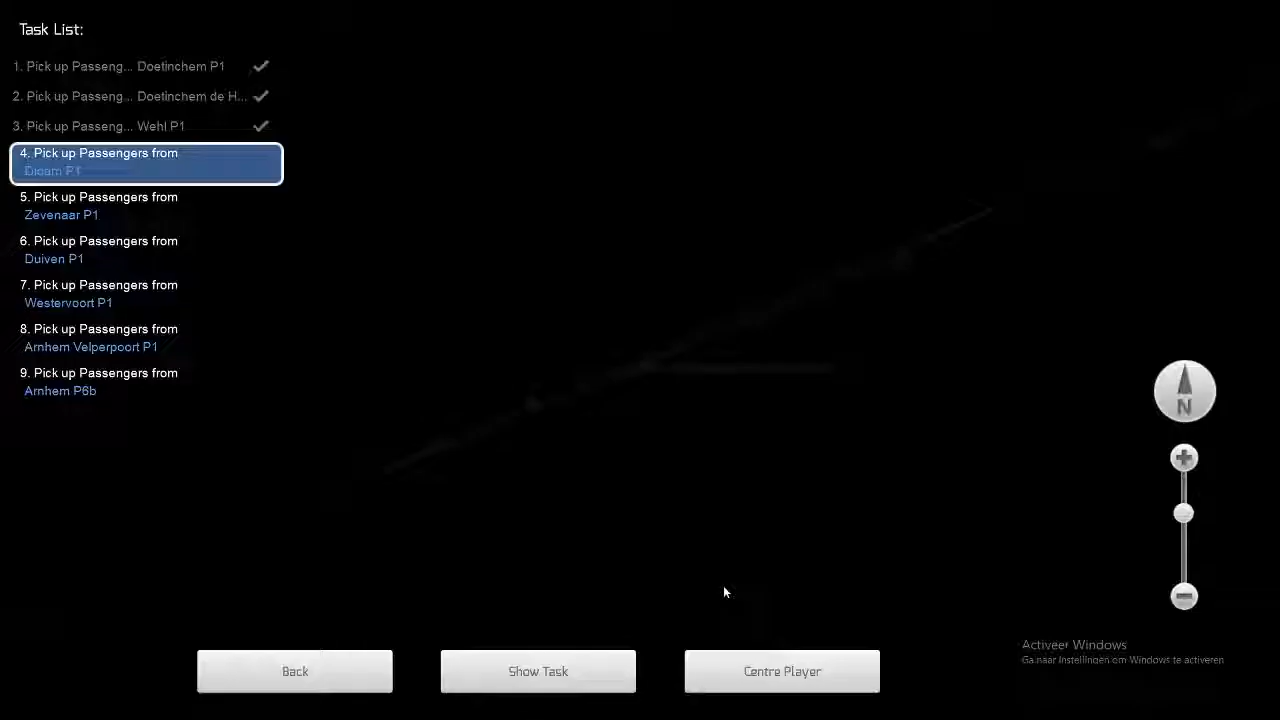 Task List:
1. Pick up Passeng... Doetinchem P1
2. Pick up Passeng... Doetinchem de H...
3. Pick up Passeng... Wehl P1
4. Pick up Passengers from
Didam P1
5. Pick up Passengers from
Zevenaar P1
6. Pick up Passengers from
Duiven P1
7. Pick up Passengers from
Westervoort P1
8. Pick up Passengers from
Arnhem Velperpoort P1
9. Pick up Passengers from
Arnhem P6b
N
Activeer Windows
Ga naar Instellingen om Windows te activeren
Back
Show Task
Centre Player